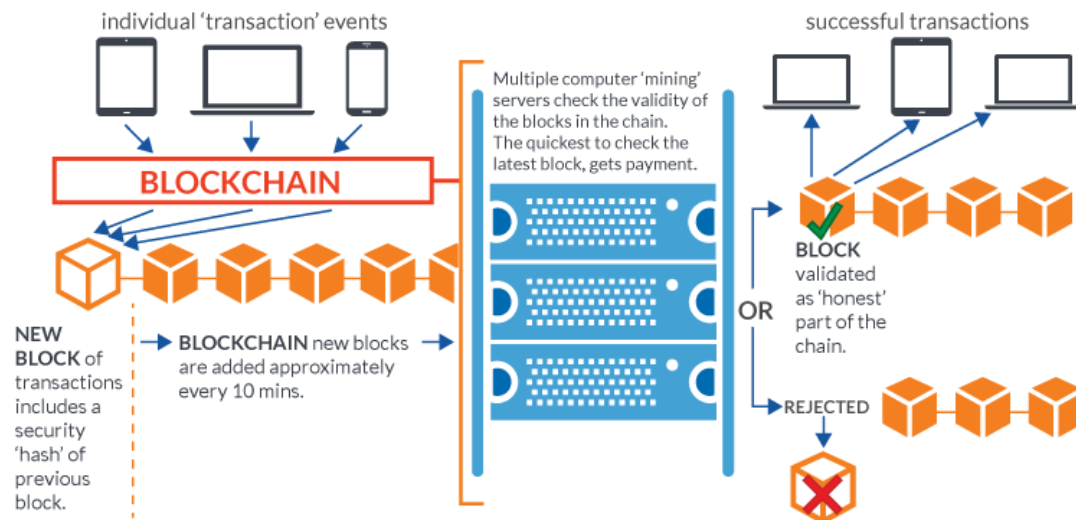 individual ‘transaction’ events
BLOCKCHAIN
NEW
BLOCK of
transactions
includes a
security
‘hash’ of
previous
block.
BLOCKCHAIN new blocks
are added approximately
every 10 mins.
Multiple computer ‘mining’
servers check the validity of
the blocks in the chain.
The quickest to check the
latest block, gets payment.
successful transactions
OR
BLOCK
validated
as ‘honest’
part of the
chain.
REJECTED